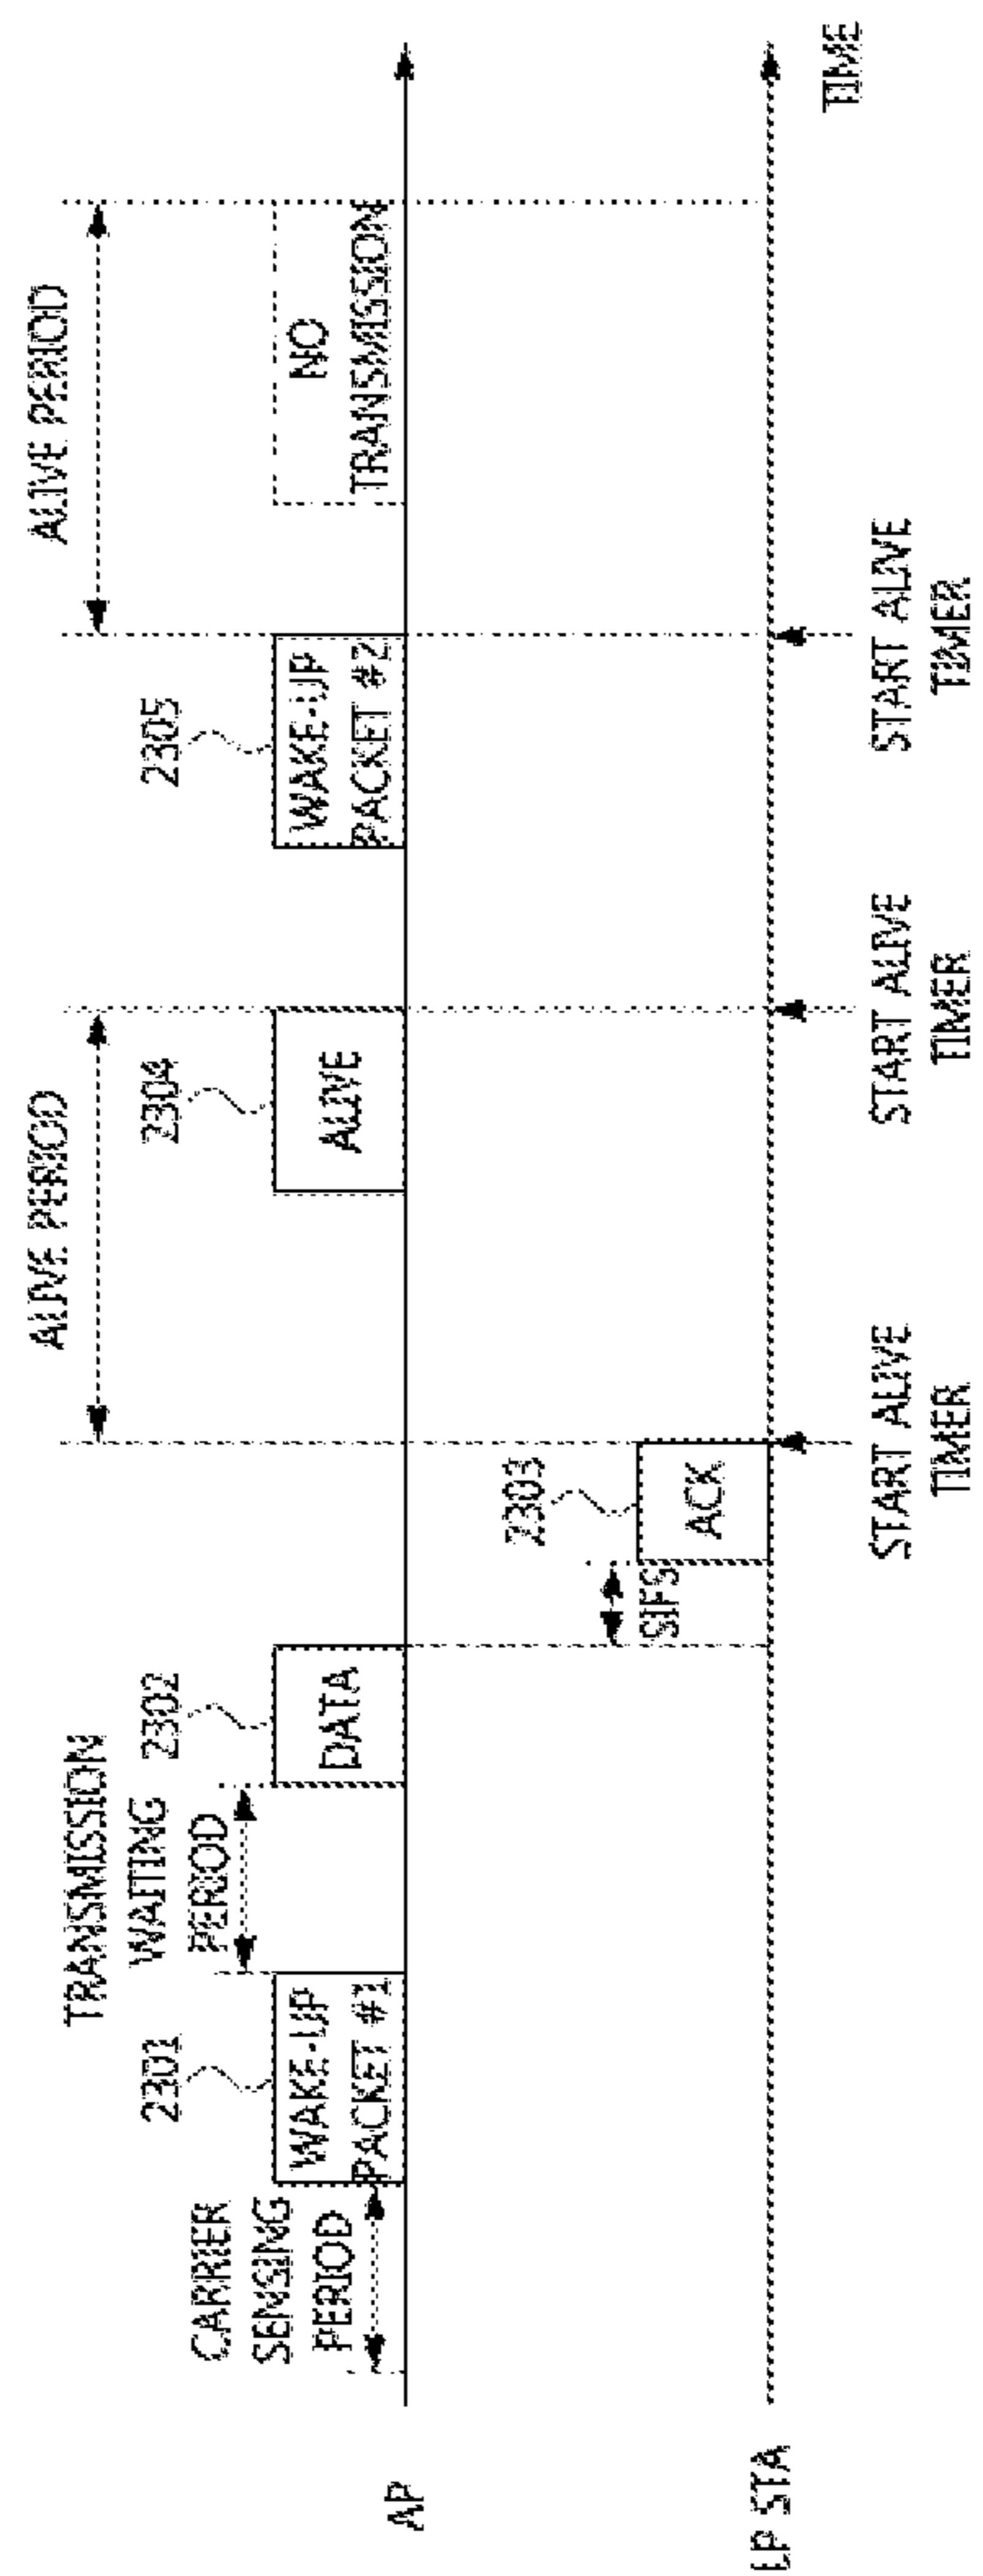 ALIVE PERIOD
ALIVE PERIOD
TRANSMISSION
WAITING
PERIOD
CARRIER
SENSING
PERIOD
2301
WAKE-UP
PACKET #1
2302
DATA
2304
ALIVE
2305
WAKE-UP
PACKET #2
NO
TRANSMISSION
AP
SIFS
2303
ACK
LP STA
START ALIVE
TIMER
START ALIVE
TIMER
START ALIVE
TIMER
TIME